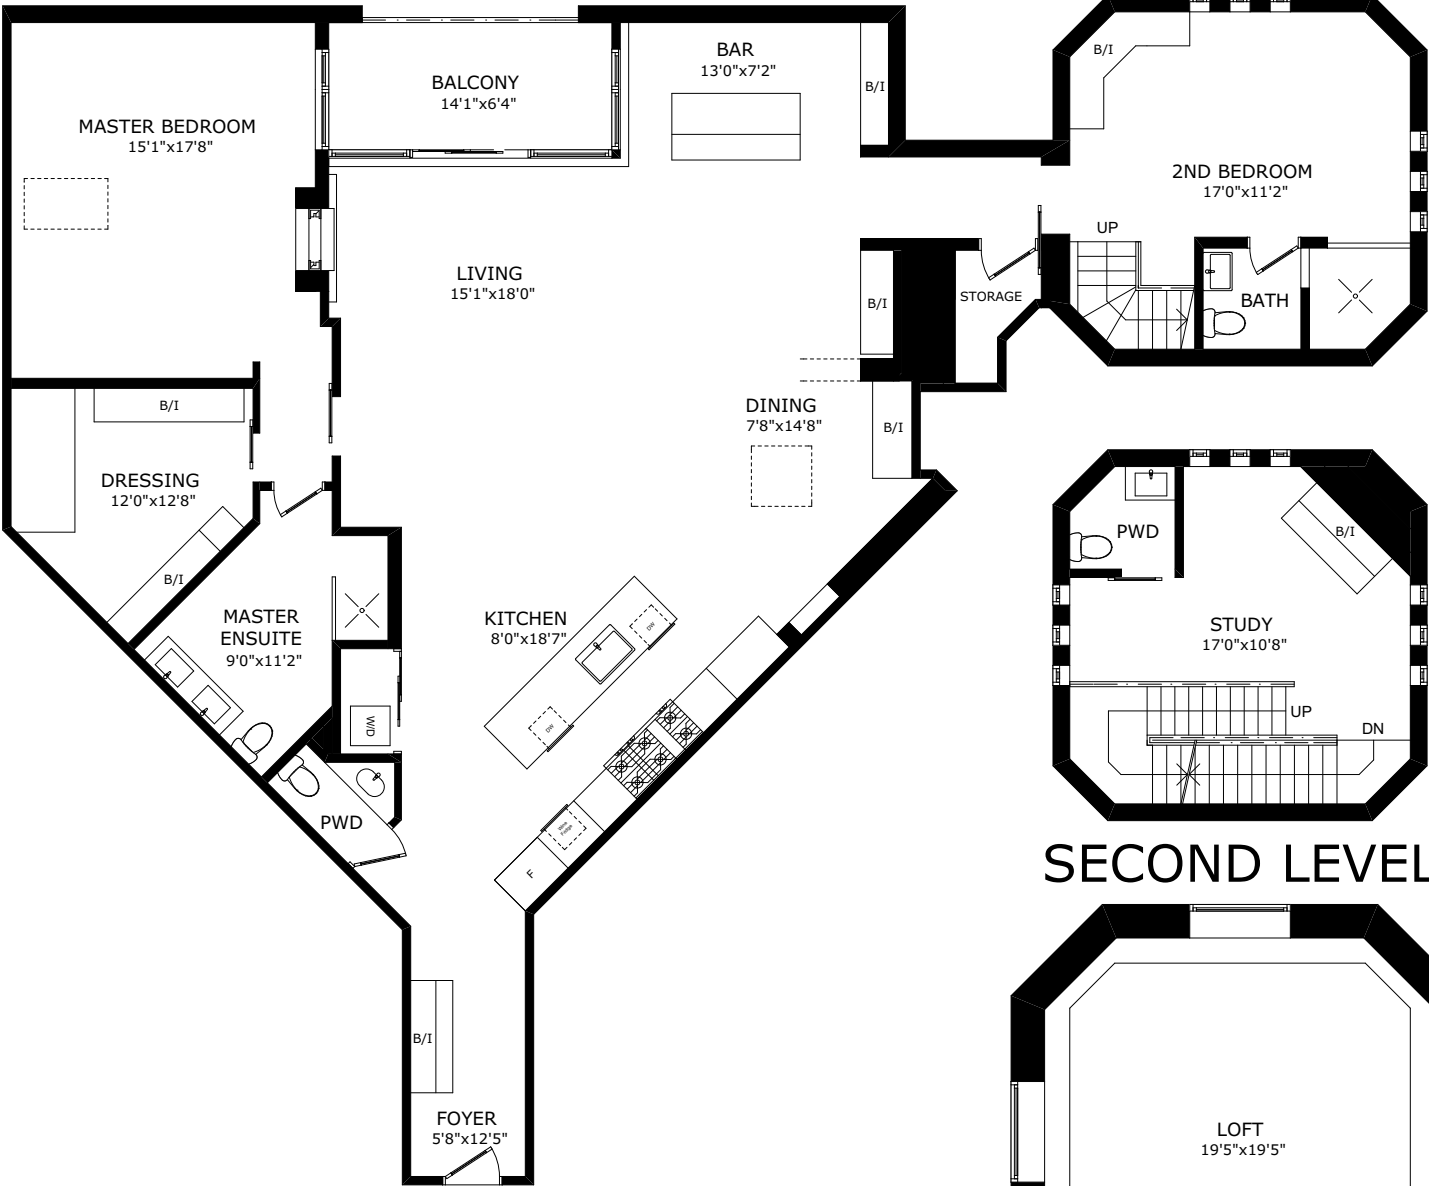 BAR
13'0"x7'2"
B/I
BALCONY
14'1"x6'4"
B/I
MASTER BEDROOM
15'1"x17'8"
2ND BEDROOM
17'0"x11'2"
UP
LIVING
15'1"x18'0"
B/I
STORAGE
BATH
B/I
DINING
7'8"x14'8"
B/I
DRESSING
12'0"x12'8"
B/I
PWD
B/I
STUDY
17'0"x10'8"
MASTER
ENSUITE
9'0"x11'2"
KITCHEN
8'0"x18'7"
DW
DW
W/D
UP
DN
PWD
Wine
Fridge
F
SECOND LEVEL
B/I
FOYER
5'8"x12'5"
LOFT
19'5"x19'5"